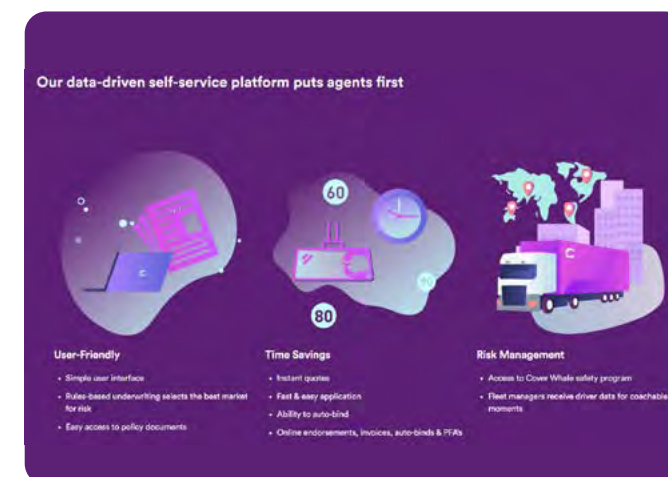 Our data-driven self-service platform puts agents first
60
80
User-Friendly
• Simple user interface
• Rules-based underwriting selects the best market
for risk
• Easy access to policy documents
Time Savings
• Instant quotes
• Fast & easy application
• Ability to auto-bind
• Online endorsements, invoices, auto-binds & PFA's
Risk Management
• Access to Cover Whale safety program
• Fleet managers receive driver data for coachable
moments